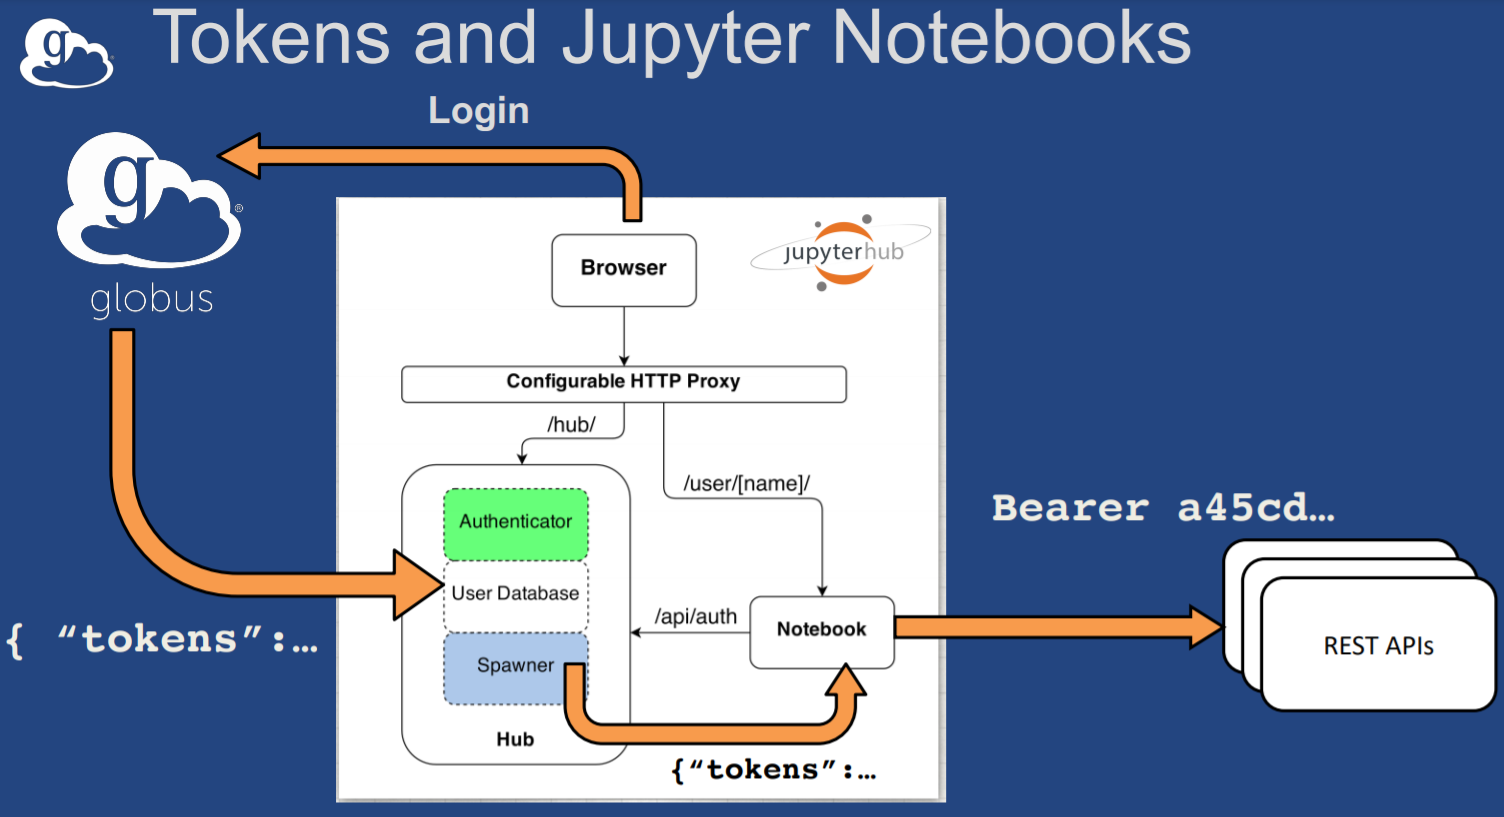 g Tokens and Jupyter Notebooks
Login
g
®
globus
jupyterhub
Browser
Configurable HTTP Proxy
/hub/
/user/[name]/
Authenticator
User Database
Spawner
Hub
/api/auth
Notebook
{ “tokens”:…
{“tokens”:…
Bearer a45cd…
REST APIs